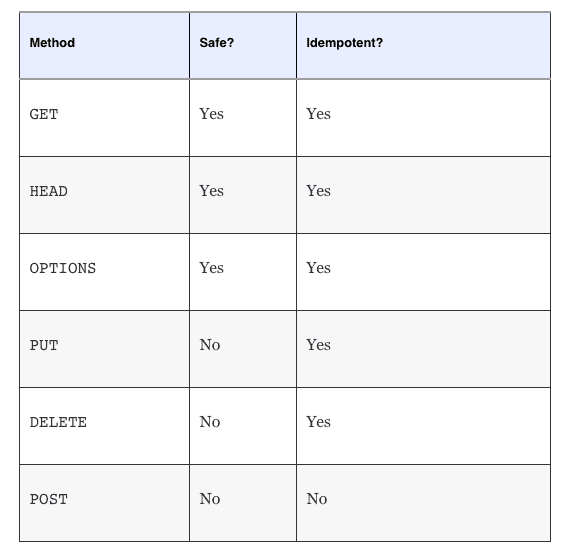 Method Safe? Idempotent?
GET Yes Yes
HEAD Yes Yes
OPTIONS Yes Yes
PUT No Yes
DELETE No Yes
POST No No